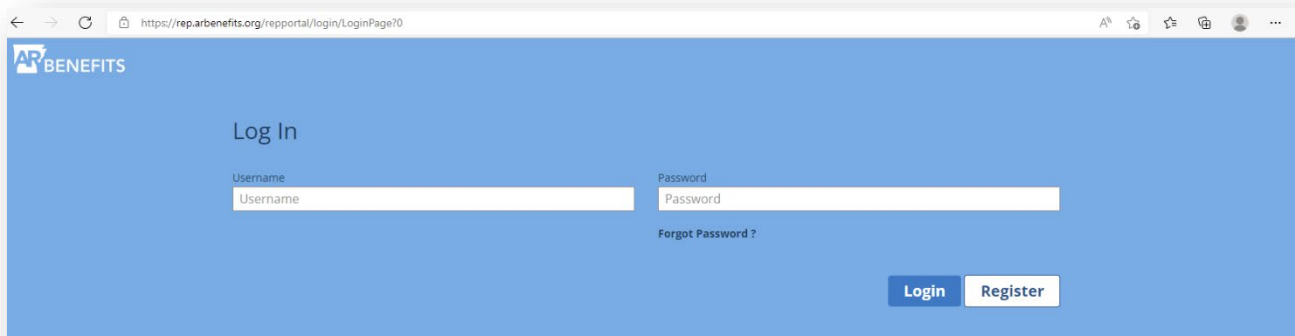 https://rep.arbenefits.org/repportal/login/LoginPage?0
AR BENEFITS
Log In
Username
Password
Username
Password
Forgot Password ?
Login
Register